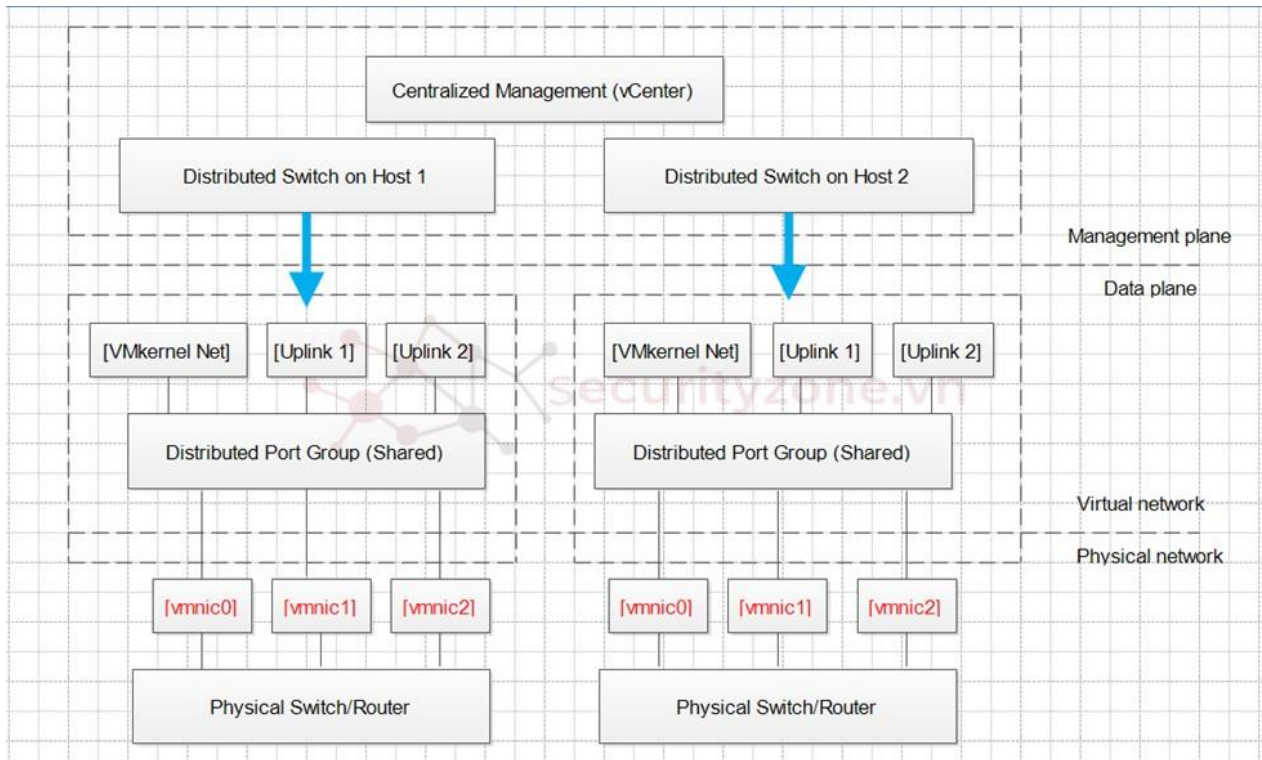 Centralized Management (vCenter)
Distributed Switch on Host 1
Distributed Switch on Host 2
Management plane
Data plane
[VMkernel Net]
[Uplink 1]
[Uplink 2]
[VMkernel Net]
[Uplink 1]
[Uplink 2]
securityzone.vn
Distributed Port Group (Shared)
Distributed Port Group (Shared)
Virtual network
Physical network
[vmnic0]
[vmnic1]
[vmnic2]
[vmnic0]
[vmnic1]
[vmnic2]
Physical Switch/Router
Physical Switch/Router